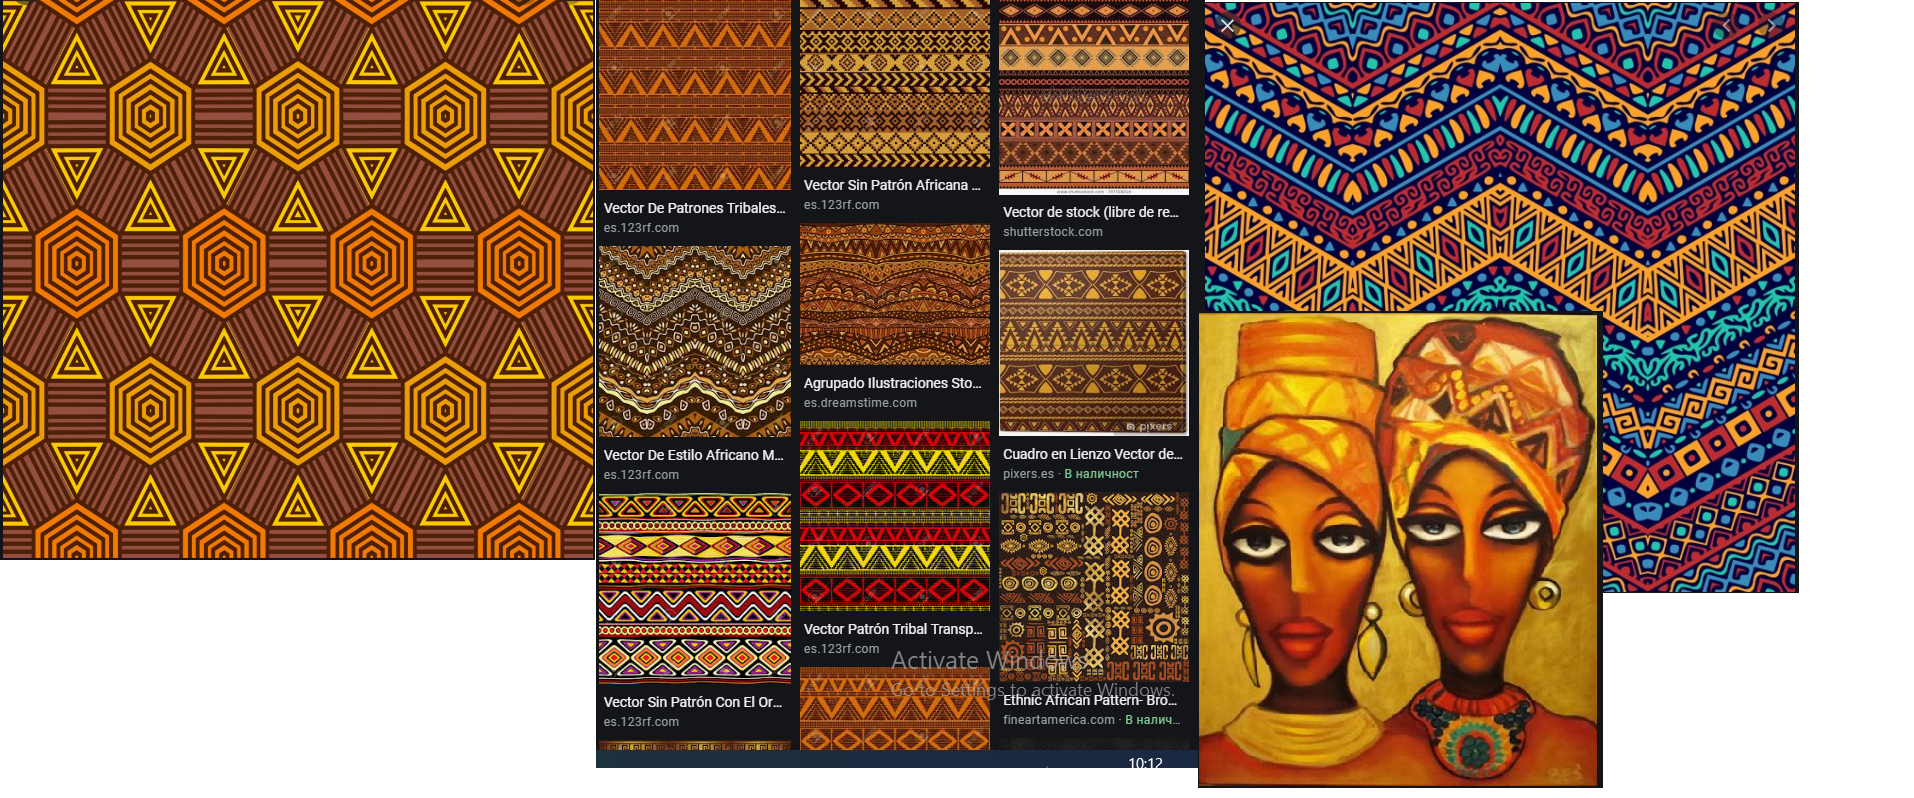 Vector De Patrones Tribales...
es.123rf.com
Vector De Estilo Africano M...
es.123rf.com
Vector Sin Patrón Con El Or...
es.123rf.com
Vector Sin Patrón Africana ...
es.123rf.com
Agrupado Ilustraciones Sto...
es.dreamstime.com
Vector Patrón Tribal Transp...
es.123rf.com
Vector de stock (libre de re...
shutterstock.com
pixers
Cuadro en Lienzo Vector de...
pixers.es · В наличност
Ethnic African Pattern- Bro...
fineartamerica.com · В налич...
Activate Windows
Go to Settings to activate Windows.
10:12